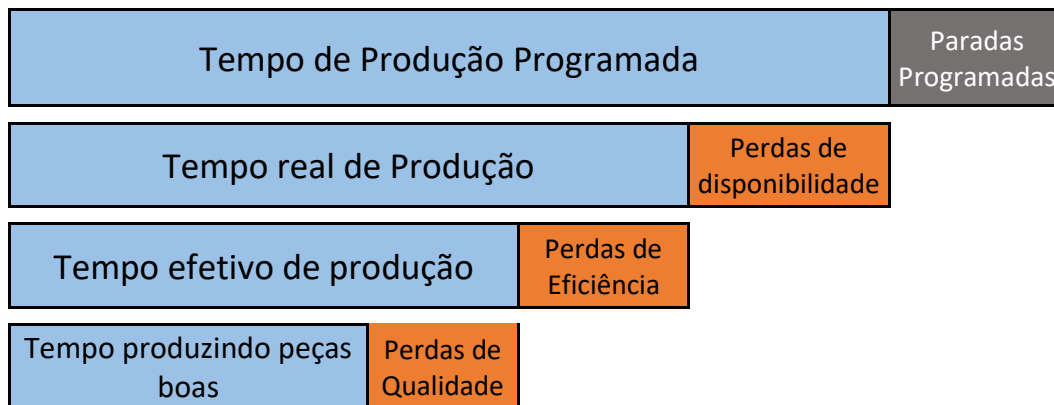 Tempo de Produção Programada
Paradas
Programadas
Tempo real de Produção
Perdas de
disponibilidade
Tempo efetivo de produção
Perdas de
Eficiência
Tempo produzindo peças
boas
Perdas de
Qualidade